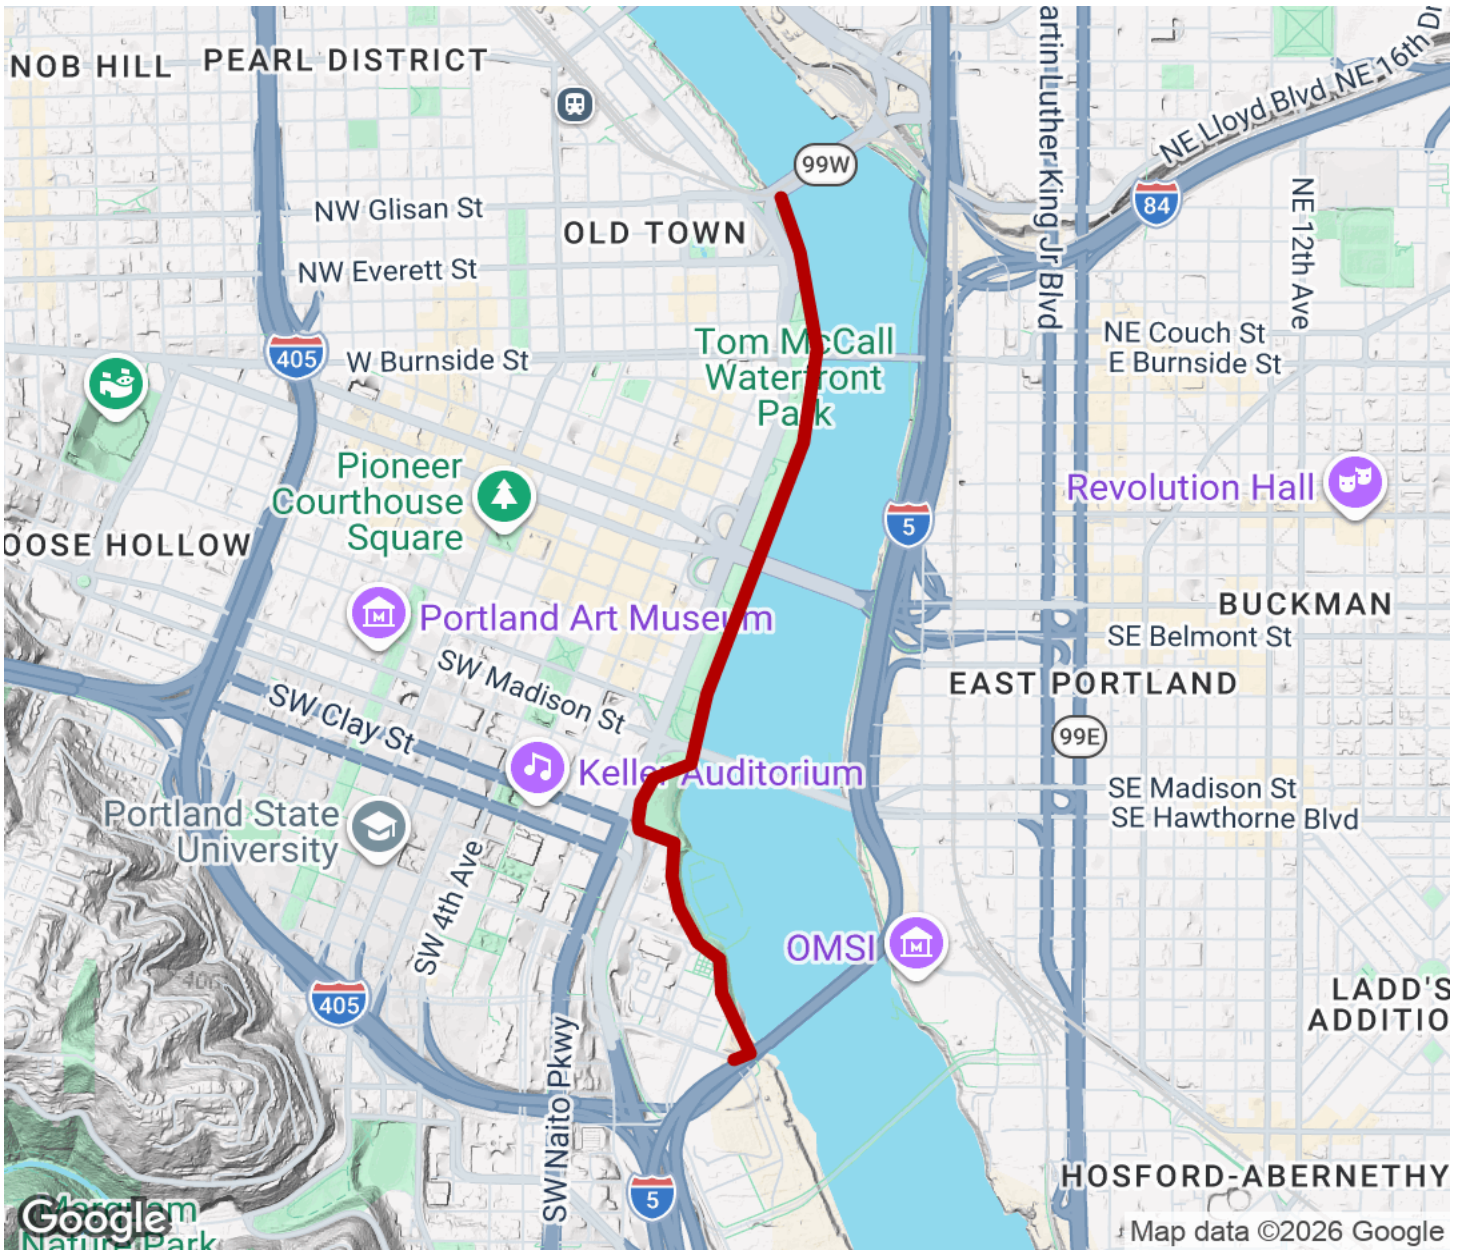 NOB HILL
PEARL DISTRICT
artin Luther King Jr Blvd
NE Lloyd Blvd
NE 16th Dr
99W
84
NW Glisan St
OLD TOWN
NE 12th Ave
NW Everett St
405
W Burnside St
Tom McCall
Waterfront
Park
NE Couch St
E Burnside St
Pioneer
Courthouse
Square
Revolution Hall
5
OOSE HOLLOW
Portland Art Museum
BUCKMAN
SE Belmont St
SW Madison St
EAST PORTLAND
SW Clay St
99E
Keller Auditorium
SE Madison St
SE Hawthorne Blvd
Portland State
University
SW 4th Ave
OMSI
405
LADD'S
ADDITIO
SW Naito Pkwy
HOSFORD-ABERNETHY
5
Marquam
Nature Park
Google
Map data ©2026 Google